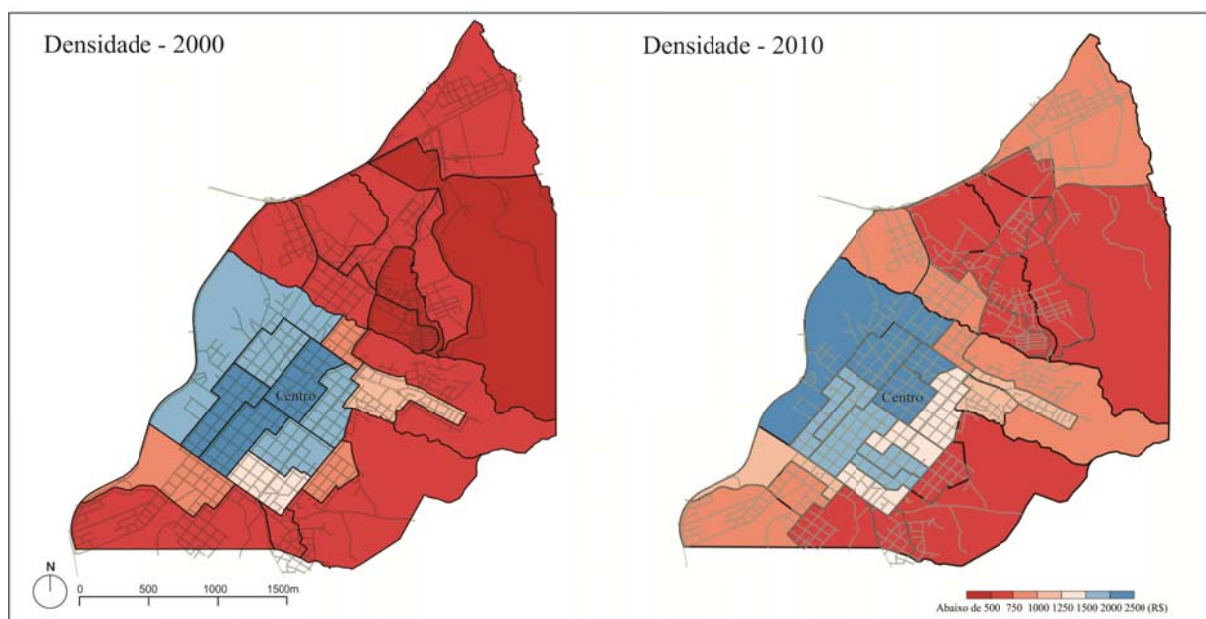 Densidade - 2000
Densidade - 2010
Centro
Centro
N
0 500 1000 1500m
Abaixo de 500 750 1000 1250 1500 2000 2500 (R$)